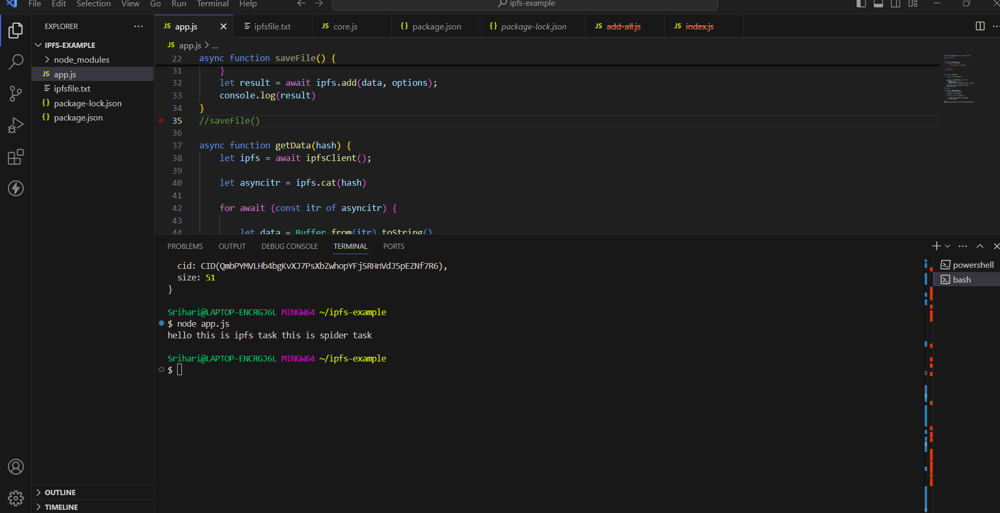 File Edit Selection View Go Run Terminal Help
ipfs-example
EXPLORER
IPFS-EXAMPLE
node_modules
JS app.js
ipfsfile.txt
{} package-lock.json
{} package.json
OUTLINE
TIMELINE
JS app.js
ipfsfile.txt
JS core.js
{} package.json
{} package-lock.json
JS add-all.js
JS index.js
JS app.js > ...
22 async function saveFile() {
31 }
32 let result = await ipfs.add(data, options);
33 console.log(result)
34 }
35 //saveFile()
36
37 async function getData(hash) {
38 let ipfs = await ipfsClient();
39
40 let asyncitr = ipfs.cat(hash)
41
42 for await (const itr of asyncitr) {
43
44 let data = Buffer.from(itr).toString()
PROBLEMS OUTPUT DEBUG CONSOLE TERMINAL PORTS
cid: CID(QmbPYMVLHb4bgKvXJ7PsXbZwhopYFjSRHnVdJ5pEZNf7R6),
size: 51
}
Srihari@LAPTOP-ENCRGJ6L MINGW64 ~/ipfs-example
$ node app.js
hello this is ipfs task this is spider task
Srihari@LAPTOP-ENCRGJ6L MINGW64 ~/ipfs-example
$
powershell
bash